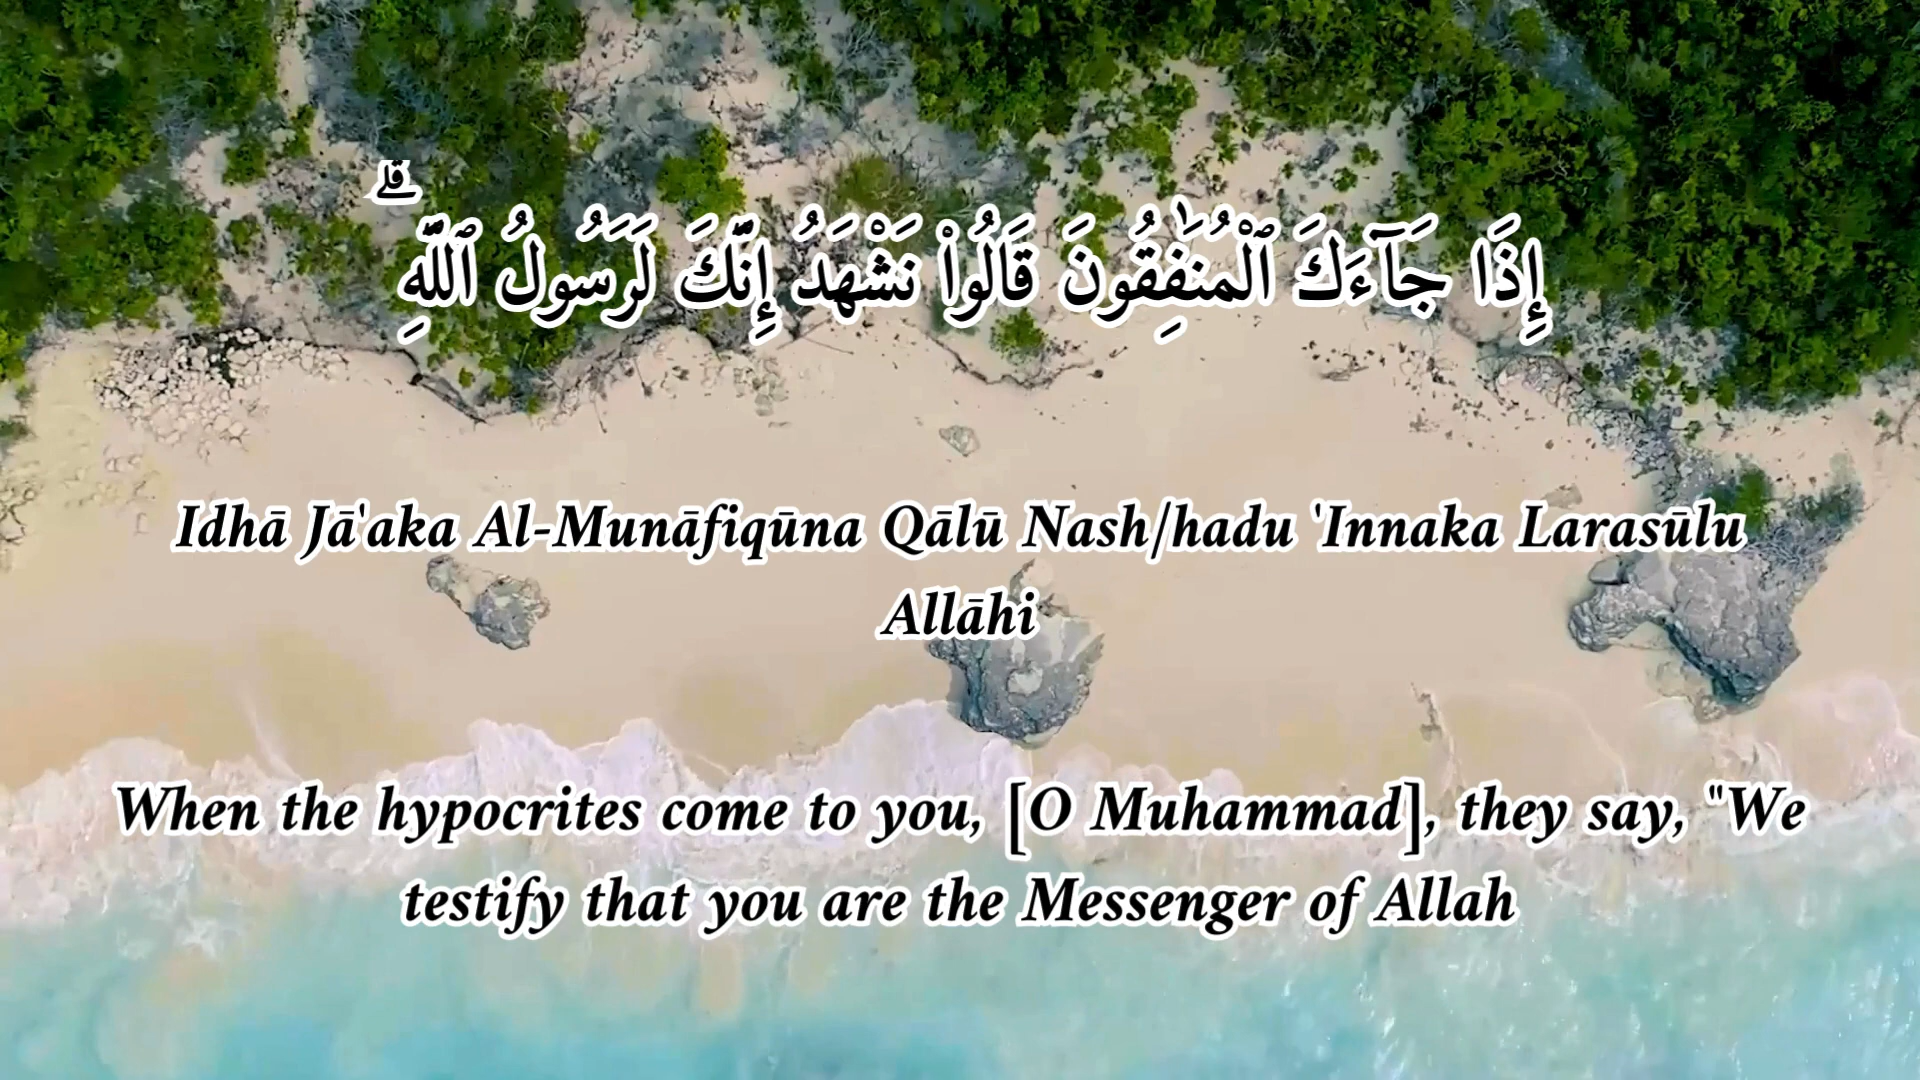 إِذَا جَآءَكَ ٱلْمُنَٰفِقُونَ قَالُوا۟ نَشْهَدُ إِنَّكَ لَرَسُولُ ٱللَّهِ ۗ
Idhā Jā'aka Al-Munāfiqūna Qālū Nash/hadu 'Innaka Larasūlu
Allāhi
When the hypocrites come to you, [O Muhammad], they say, "We
testify that you are the Messenger of Allah